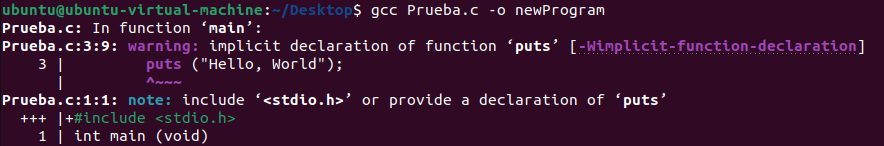 ubuntu@ubuntu-virtual-machine:~/Desktop$ gcc Prueba.c -o newProgram
Prueba.c: In function ‘main’:
Prueba.c:3:9: warning: implicit declaration of function ‘puts’ [-Wimplicit-function-declaration]
    3 |         puts ("Hello, World");
      |         ^~~~
Prueba.c:1:1: note: include ‘<stdio.h>’ or provide a declaration of ‘puts’
  +++ |+#include <stdio.h>
    1 | int main (void)